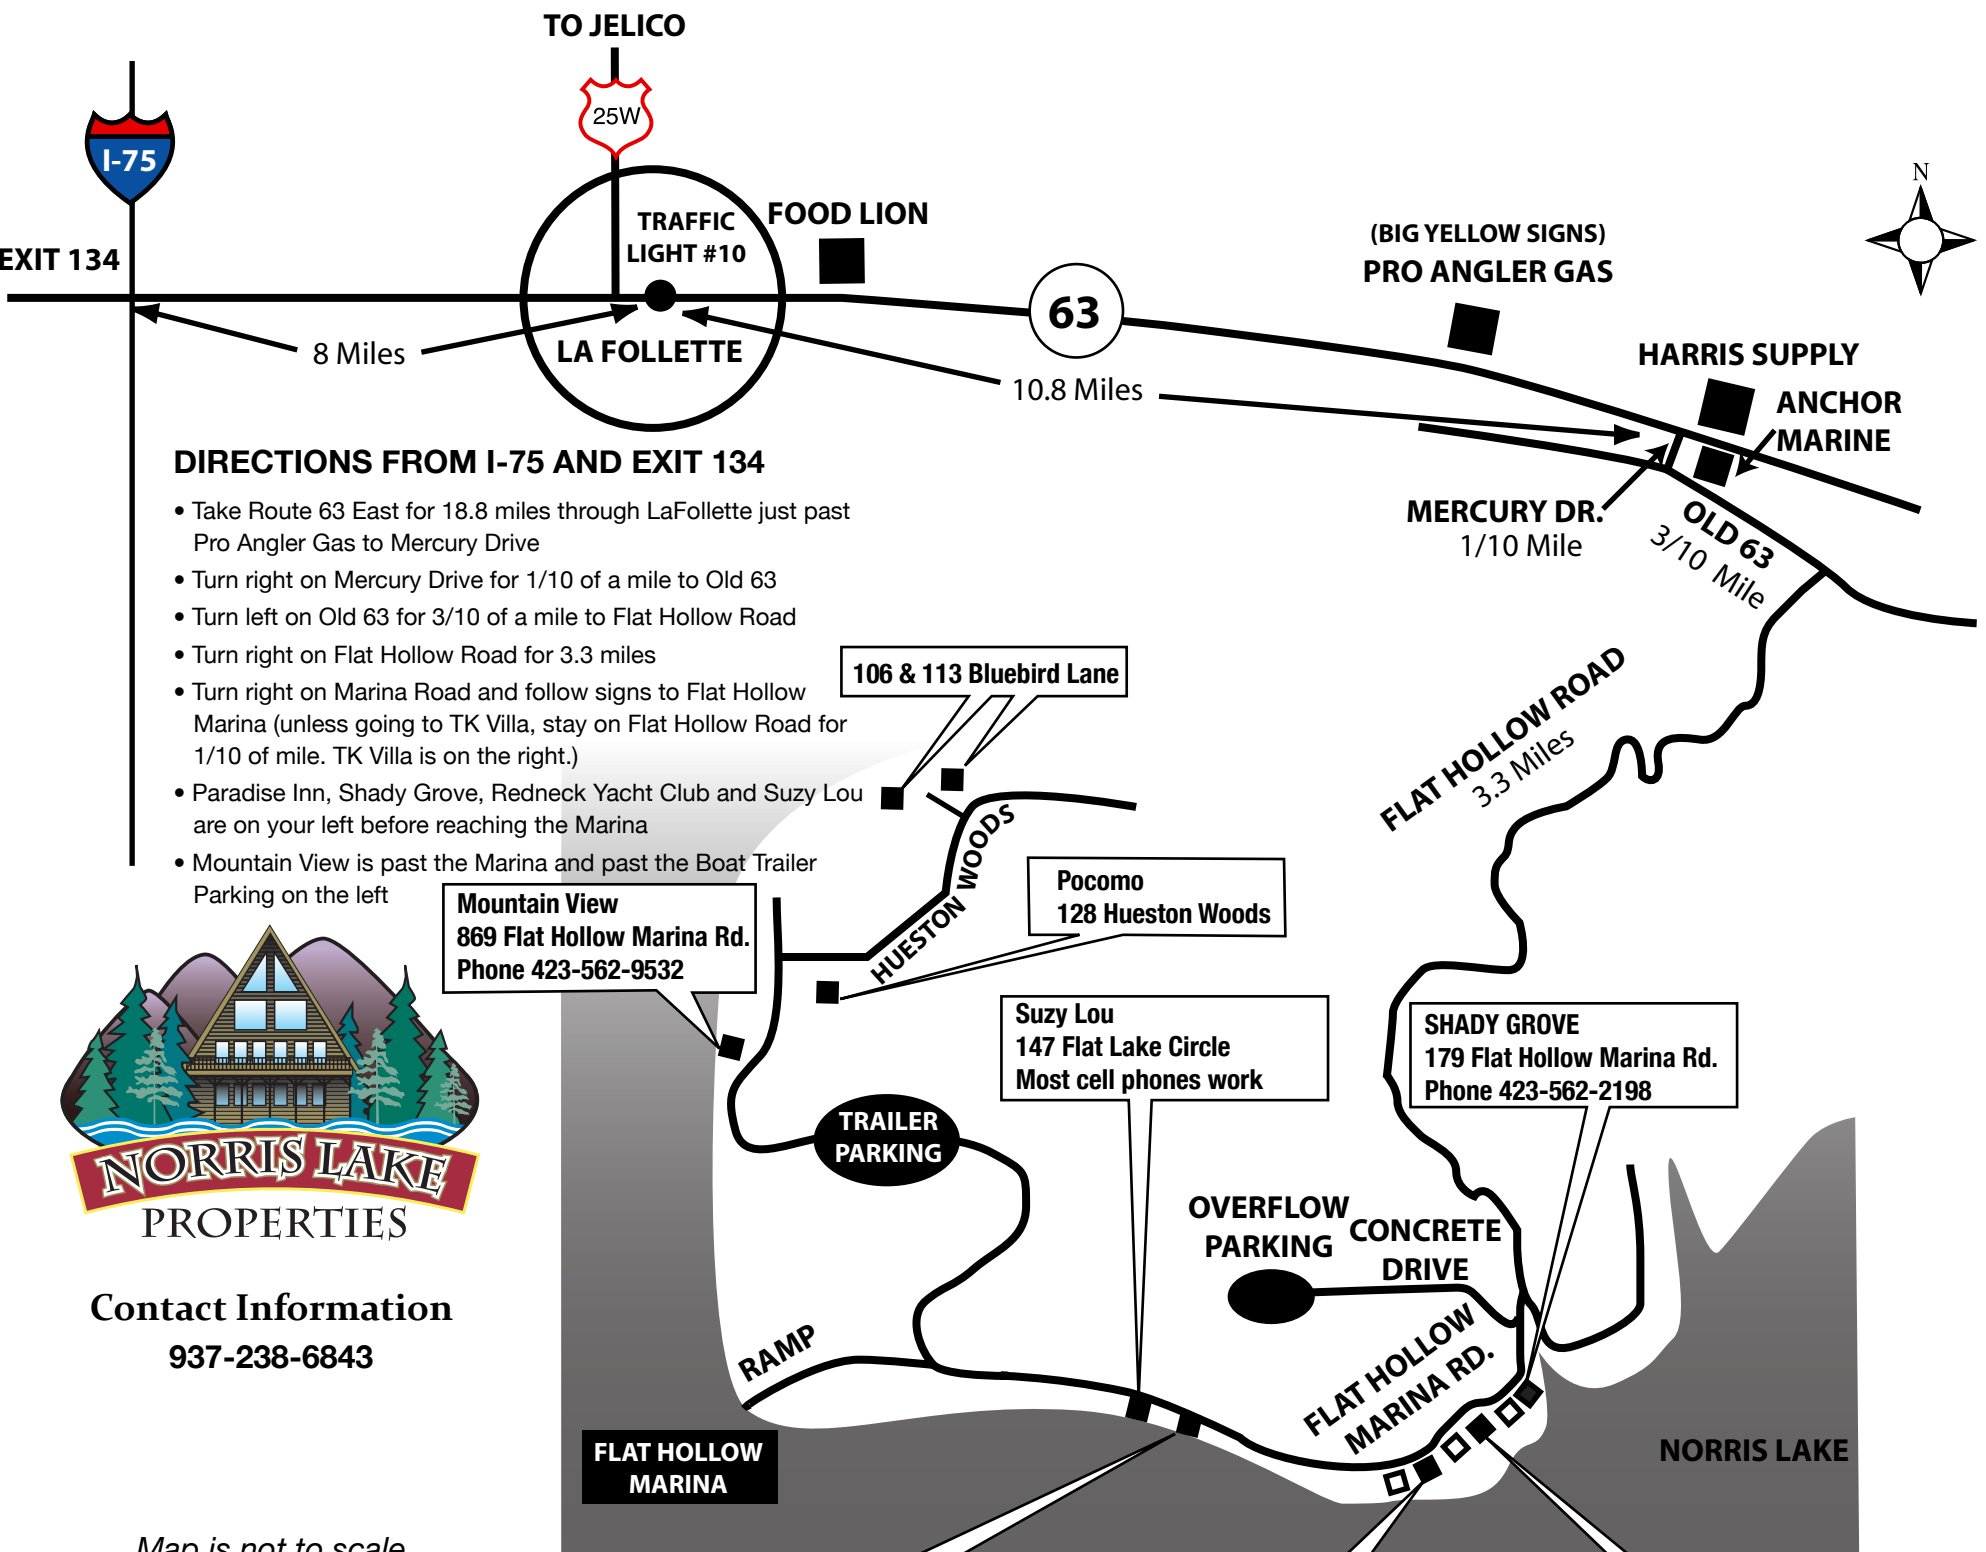 TO JELICO
25W
I-75
N
TRAFFIC
LIGHT #10
FOOD LION
EXIT 134
(BIG YELLOW SIGNS)
PRO ANGLER GAS
63
8 Miles
LA FOLLETTE
10.8 Miles
HARRIS SUPPLY
ANCHOR
MARINE
MERCURY DR.
1/10 Mile
OLD 63
3/10 Mile
DIRECTIONS FROM I-75 AND EXIT 134
• Take Route 63 East for 18.8 miles through LaFollette just past
Pro Angler Gas to Mercury Drive
• Turn right on Mercury Drive for 1/10 of a mile to Old 63
• Turn left on Old 63 for 3/10 of a mile to Flat Hollow Road
• Turn right on Flat Hollow Road for 3.3 miles
• Turn right on Marina Road and follow signs to Flat Hollow
Marina (unless going to TK Villa, stay on Flat Hollow Road for
1/10 of mile. TK Villa is on the right.)
• Paradise Inn, Shady Grove, Redneck Yacht Club and Suzy Lou
are on your left before reaching the Marina
• Mountain View is past the Marina and past the Boat Trailer
Parking on the left
106 & 113 Bluebird Lane
FLAT HOLLOW ROAD
3.3 Miles
HUESTON WOODS
Pocomo
128 Hueston Woods
Mountain View
869 Flat Hollow Marina Rd.
Phone 423-562-9532
Suzy Lou
147 Flat Lake Circle
Most cell phones work
SHADY GROVE
179 Flat Hollow Marina Rd.
Phone 423-562-2198
TRAILER
PARKING
OVERFLOW
PARKING
CONCRETE
DRIVE
NORRIS LAKE
PROPERTIES
Contact Information
937-238-6843
RAMP
FLAT HOLLOW
MARINA RD.
FLAT HOLLOW
MARINA
NORRIS LAKE
Map is not to scale